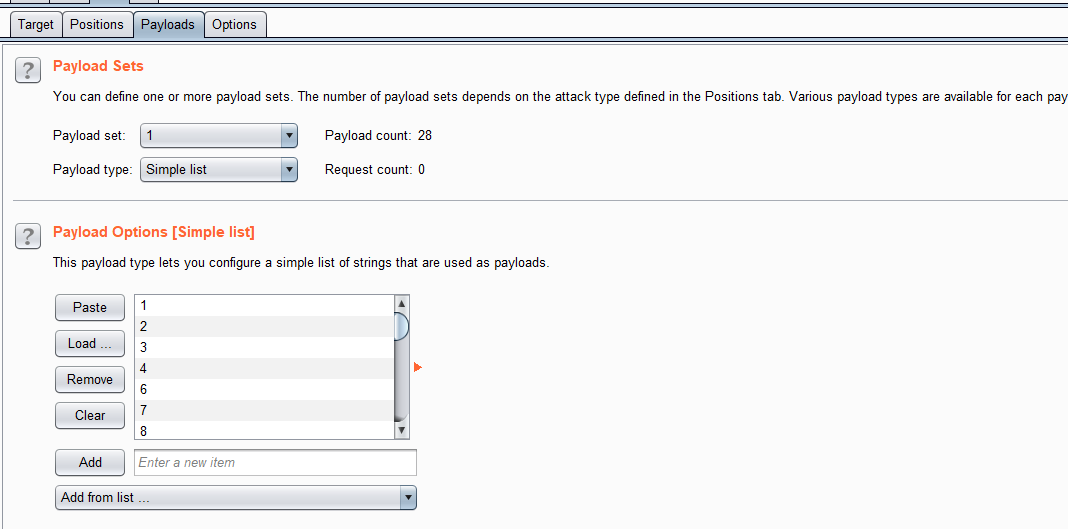 Target Positions Payloads Options
? Payload Sets
You can define one or more payload sets. The number of payload sets depends on the attack type defined in the Positions tab. Various payload types are available for each pay
Payload set: 1 Payload count: 28
Payload type: Simple list Request count: 0
? Payload Options [Simple list]
This payload type lets you configure a simple list of strings that are used as payloads.
Paste 1
2
Load ... 3
4
Remove 6
7
Clear 8
Add Enter a new item
Add from list ...